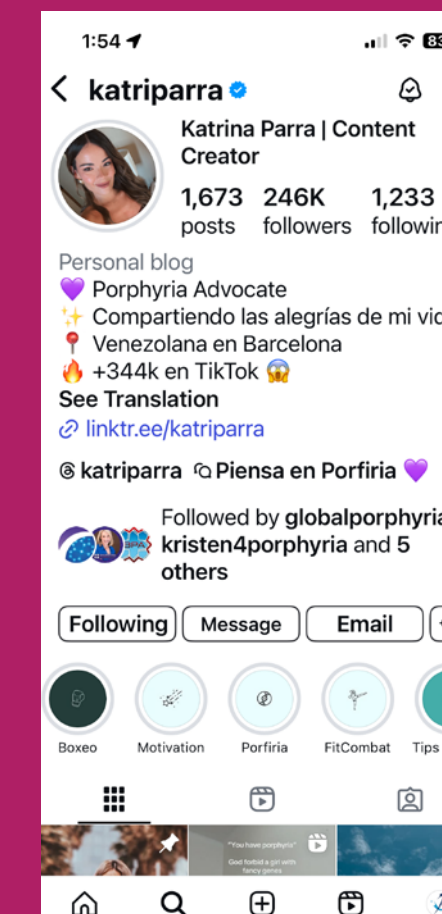 1:54
83
katriparra
Katrina Parra | Content
Creator
1,673 246K 1,233
posts followers followin
Personal blog
💜 Porphyria Advocate
✨ Compartiendo las alegrías de mi vid
📍 Venezolana en Barcelona
🔥 +344k en TikTok 😱
See Translation
linktr.ee/katriparra
katriparra Piensa en Porfiria 💜
Followed by globalporphyria
kristen4porphyria and 5
others
Following Message Email
Boxeo Motivation Porfiria FitCombat Tips
"You have porphyria"
God forbid a girl with
fancy genes